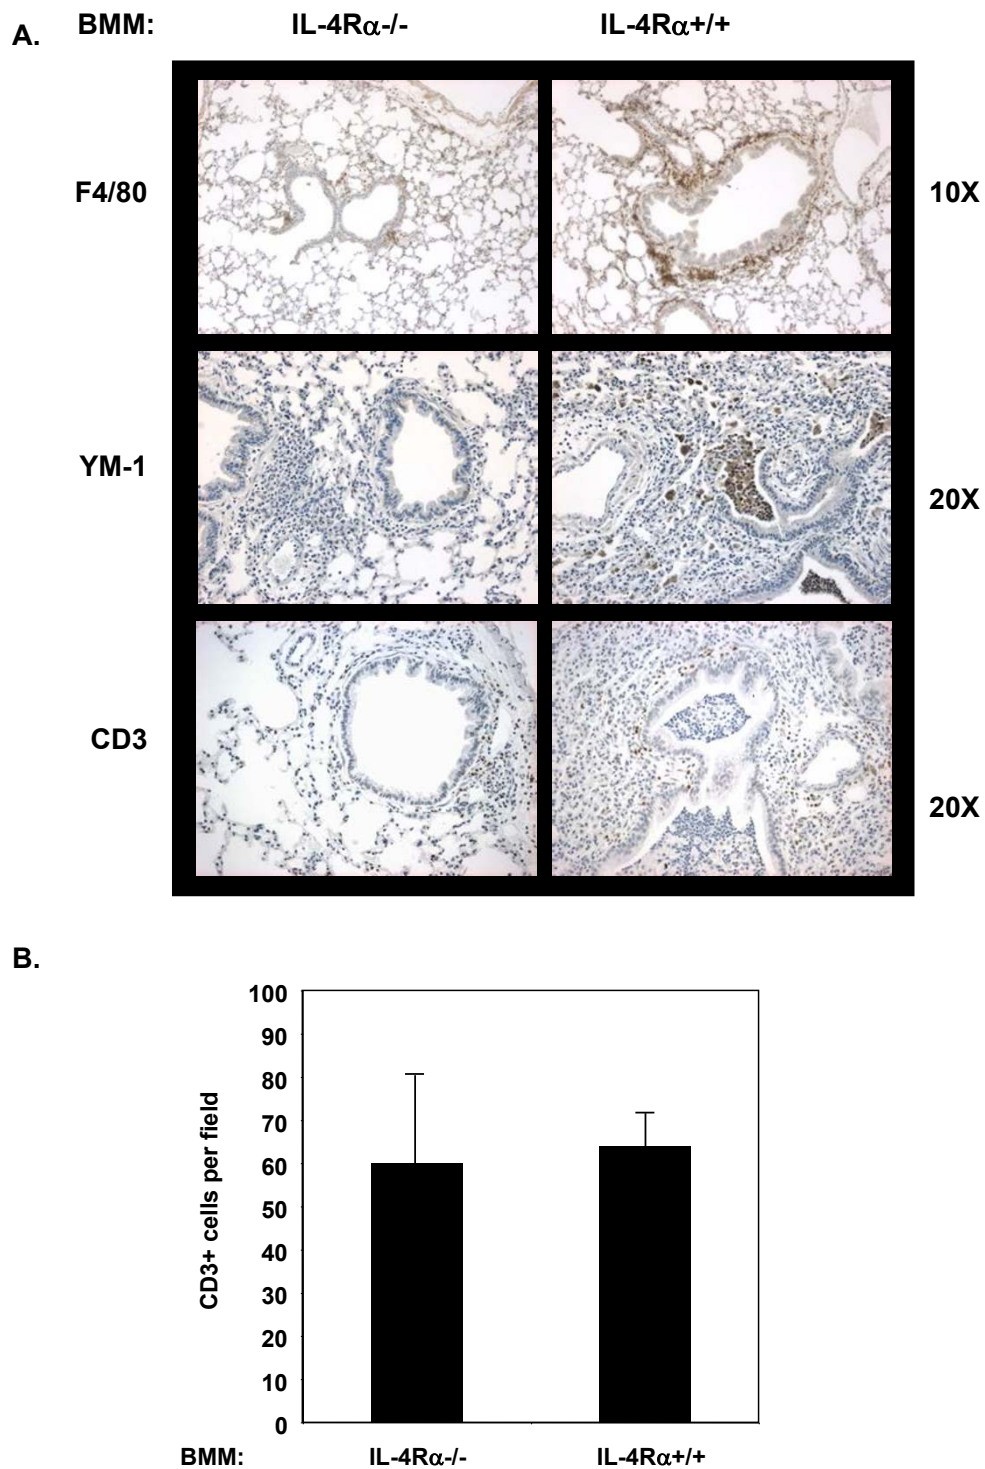 A.
BMM: IL-4Rα-/- IL-4Rα+/+
F4/80 10X
YM-1 20X
CD3 20X
B.
100
90
80
70
60
50
40
30
20
10
0
CD3+ cells per field
BMM: IL-4Rα-/- IL-4Rα+/+